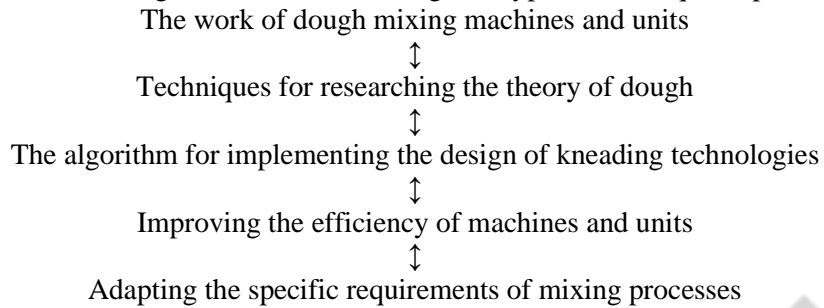 The work of dough mixing machines and units
↕
Techniques for researching the theory of dough
↕
The algorithm for implementing the design of kneading technologies
↕
Improving the efficiency of machines and units
↕
Adapting the specific requirements of mixing processes